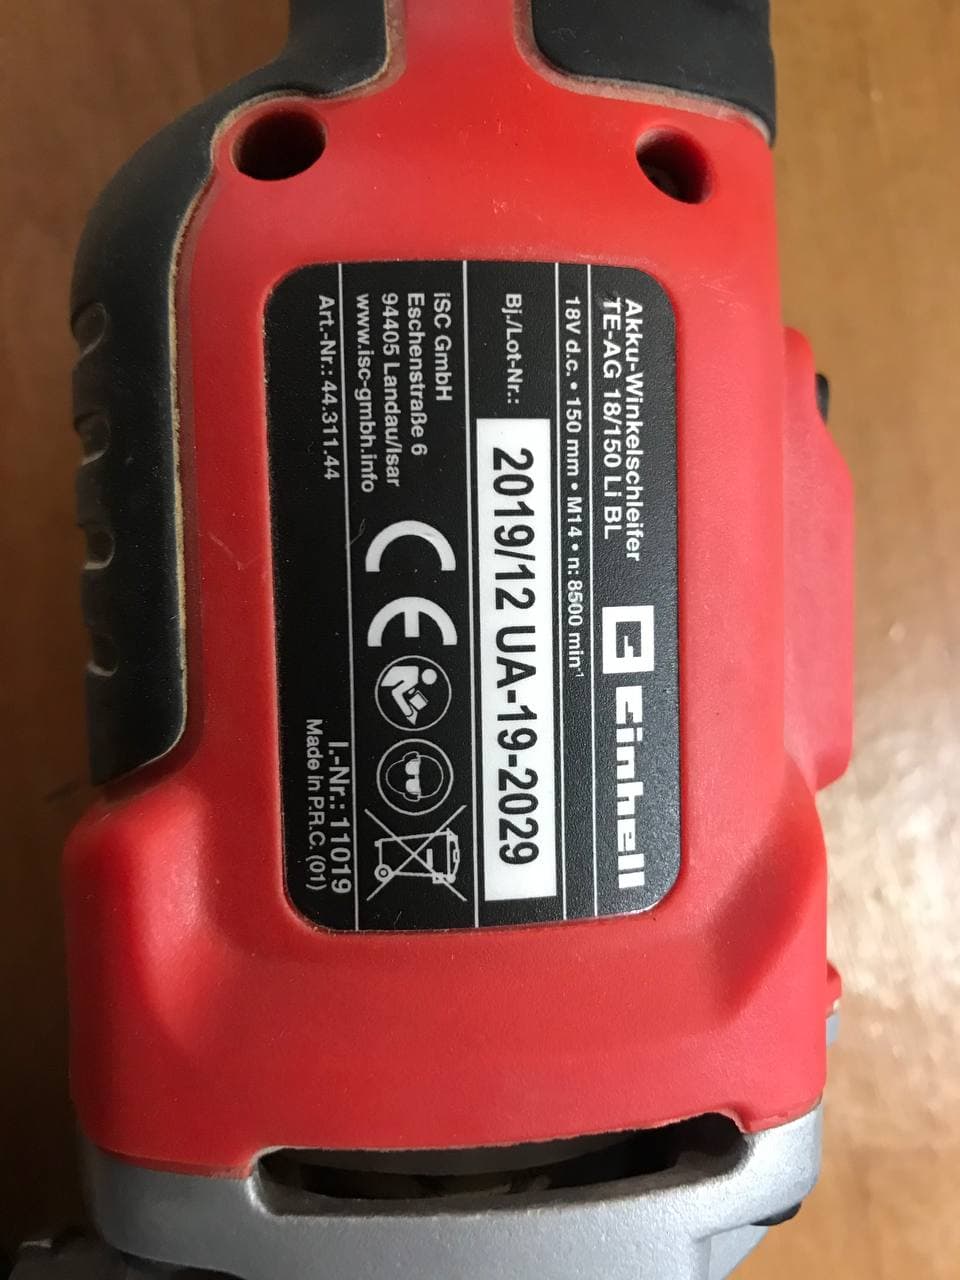 Akku-Winkelschleifer
TE-AG 18/150 Li BL
Einhell
18V d.c. • 150 mm • M14 • n: 8500 min⁻¹
Bj./Lot-Nr.:
2019/12 UA-19-2029
iSC GmbH
Eschenstraße 6
94405 Landau/Isar
www.isc-gmbh.info
CE
Art.-Nr.: 44.311.44
I.-Nr.: 11019
Made in P.R.C. (01)